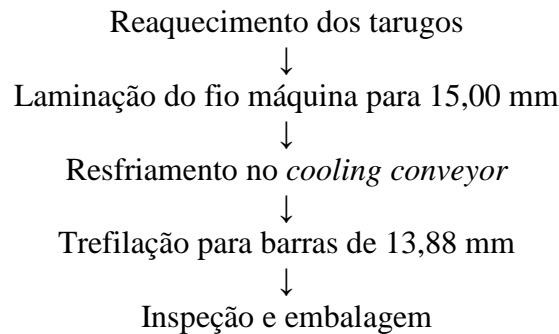 Reaquecimento dos tarugos
↓
Laminação do fio máquina para 15,00 mm
↓
Resfriamento no cooling conveyor
↓
Trefilação para barras de 13,88 mm
↓
Inspeção e embalagem